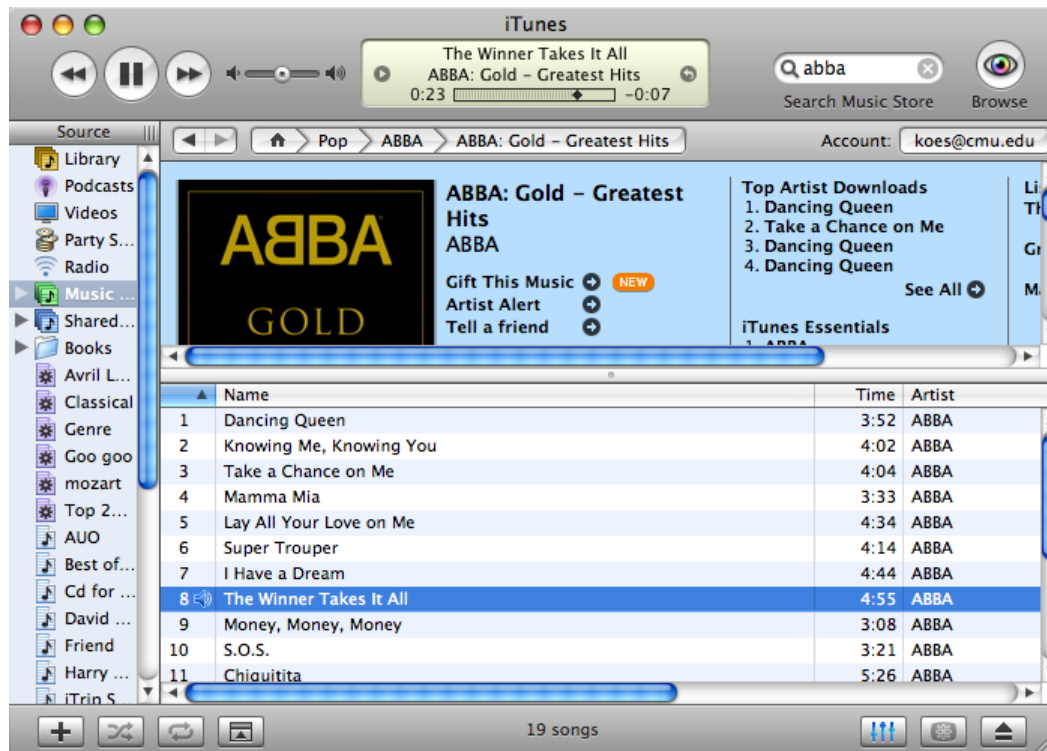 iTunes
The Winner Takes It All
ABBA: Gold – Greatest Hits
0:23 -0:07
abba
Search Music Store
Browse
Source
Library
Podcasts
Videos
Party S...
Radio
Music ...
Shared...
Books
Avril L...
Classical
Genre
Goo goo
mozart
Top 2...
AUO
Best of...
Cd for ...
David ...
Friend
Harry ...
iTrip S...
Pop ABBA ABBA: Gold – Greatest Hits
Account: koes@cmu.edu
ABBA
GOLD
ABBA: Gold – Greatest
Hits
ABBA
Gift This Music NEW
Artist Alert
Tell a friend
Top Artist Downloads
1. Dancing Queen
2. Take a Chance on Me
3. Dancing Queen
4. Dancing Queen
See All
iTunes Essentials
1. ABBA
Name Time Artist
1 Dancing Queen 3:52 ABBA
2 Knowing Me, Knowing You 4:02 ABBA
3 Take a Chance on Me 4:04 ABBA
4 Mamma Mia 3:33 ABBA
5 Lay All Your Love on Me 4:34 ABBA
6 Super Trouper 4:14 ABBA
7 I Have a Dream 4:44 ABBA
8 The Winner Takes It All 4:55 ABBA
9 Money, Money, Money 3:08 ABBA
10 S.O.S. 3:21 ABBA
11 Chiquitita 5:26 ABBA
19 songs